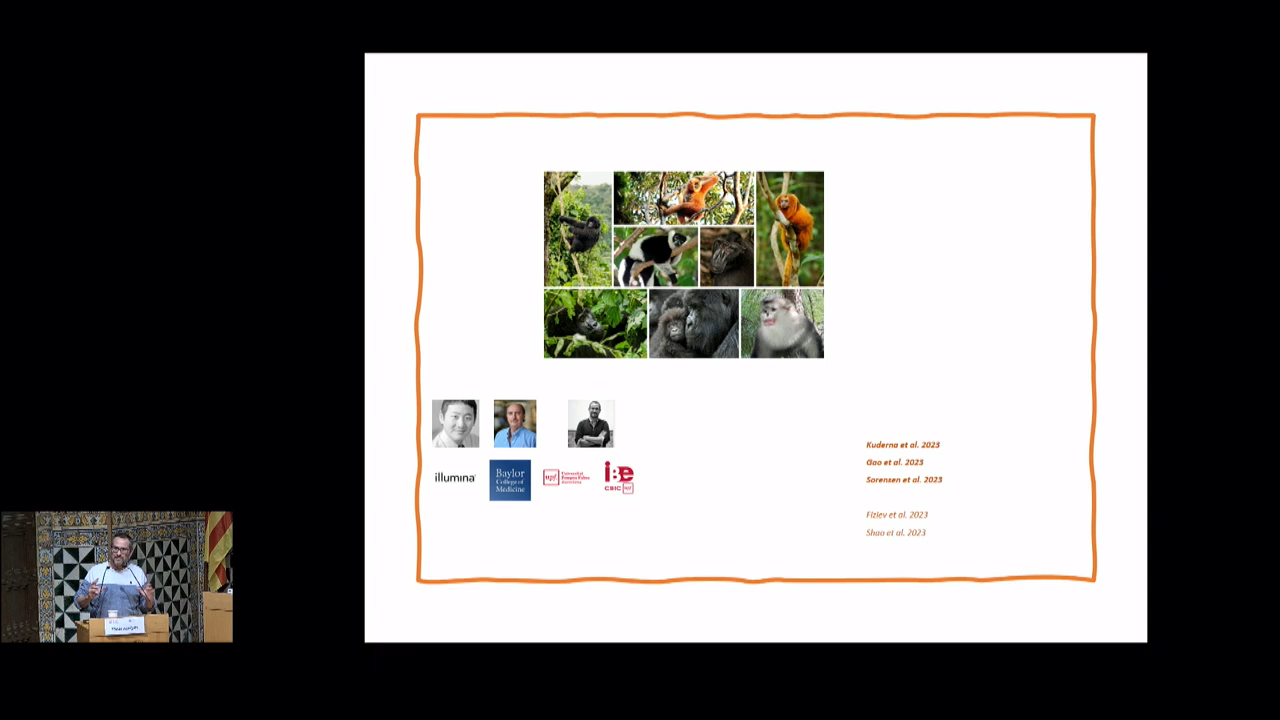 illumina
Baylor
College of
Medicine
upf.
Universitat
Pompeu Fabra
Barcelona
iBE
CSIC upf
Kuderna et al. 2023
Gao et al. 2023
Sorensen et al. 2023
Fiziev et al. 2023
Shao et al. 2023